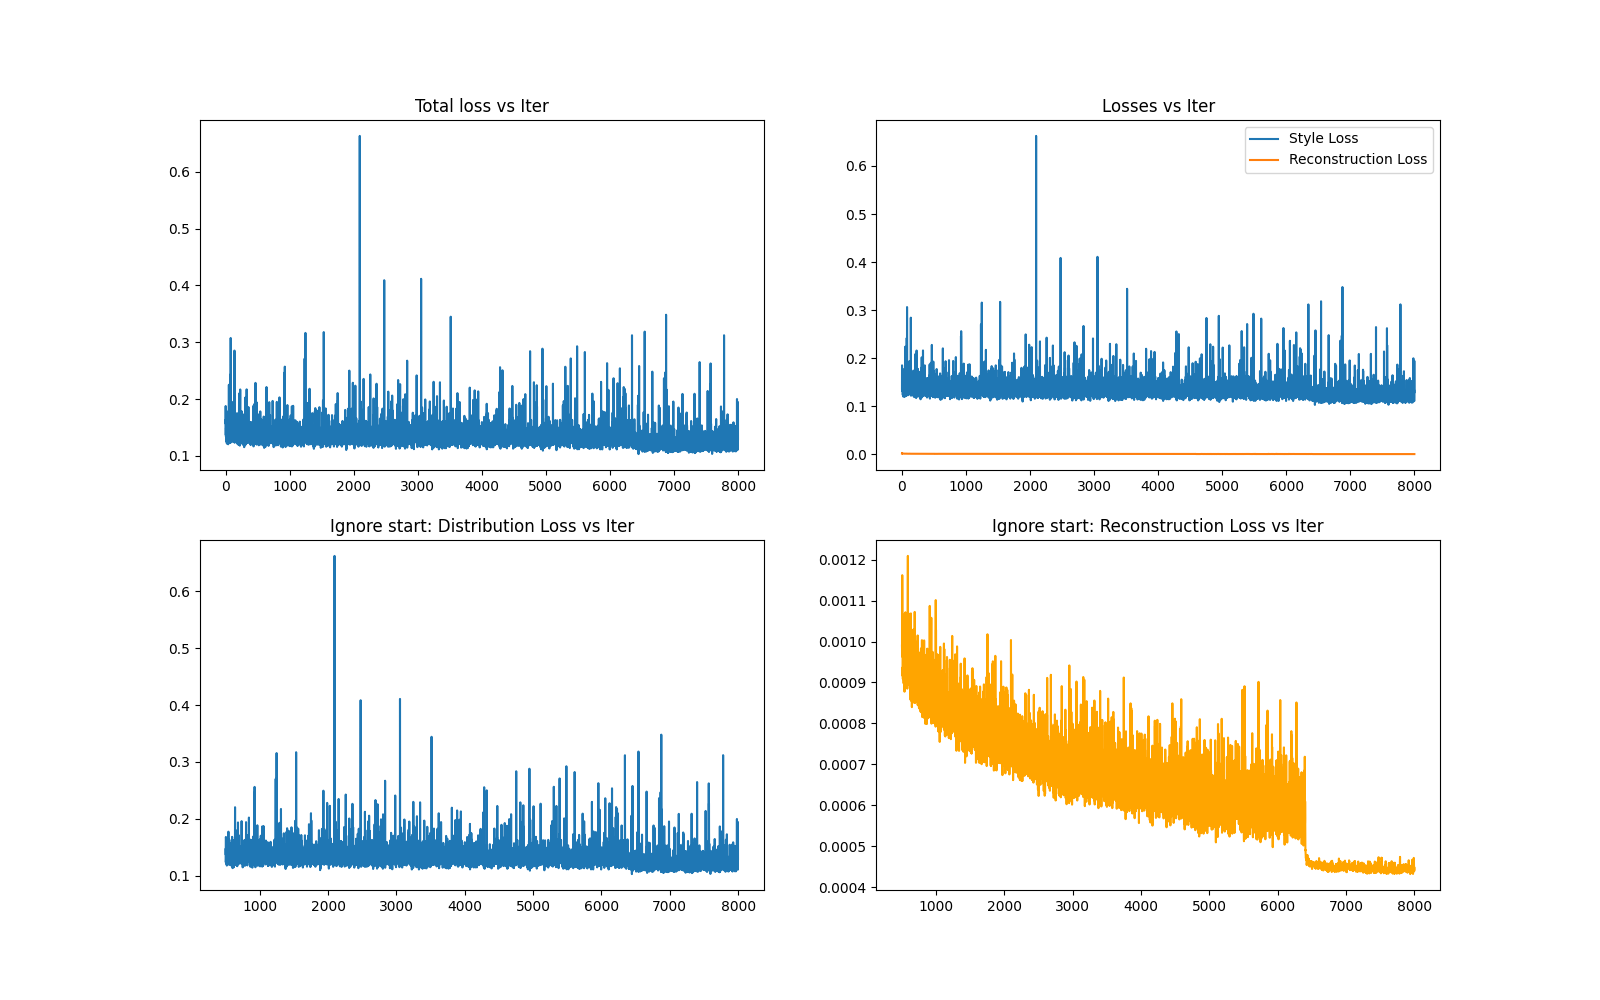 Total loss vs Iter
0.6
0.5
0.4
0.3
0.2
0.1
0 1000 2000 3000 4000 5000 6000 7000 8000
Losses vs Iter
Style Loss
Reconstruction Loss
0.6
0.5
0.4
0.3
0.2
0.1
0.0
0 1000 2000 3000 4000 5000 6000 7000 8000
Ignore start: Distribution Loss vs Iter
0.6
0.5
0.4
0.3
0.2
0.1
1000 2000 3000 4000 5000 6000 7000 8000
Ignore start: Reconstruction Loss vs Iter
0.0012
0.0011
0.0010
0.0009
0.0008
0.0007
0.0006
0.0005
0.0004
1000 2000 3000 4000 5000 6000 7000 8000